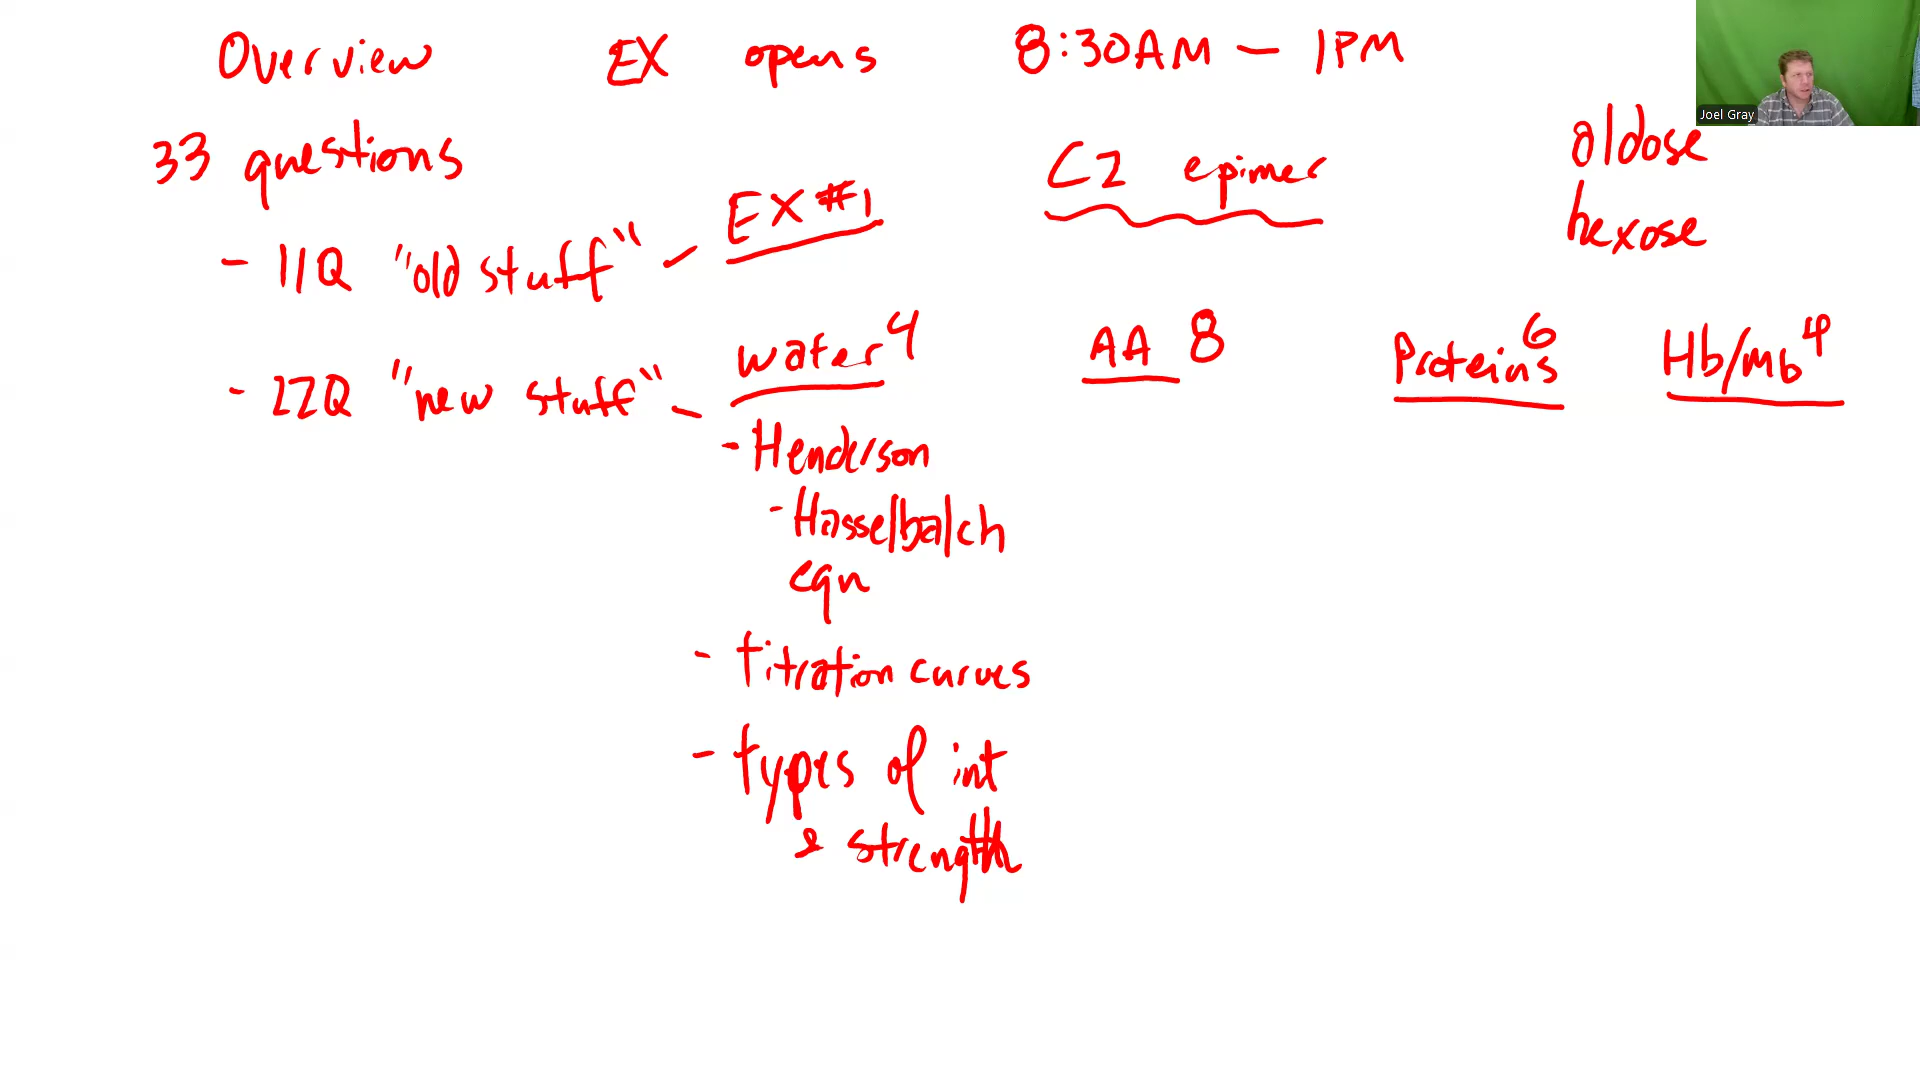 Overview EX opens 8:30AM – 1PM
Joel Gray
33 questions
C2 epimer
aldose
hexose
- 11Q "old stuff" - EX #1
- 22Q "new stuff" - water 4 AA 8 Proteins 6 Hb/Mb 4
- Henderson
- Hasselbalch
eqn
- titration curves
- types of int
& strength